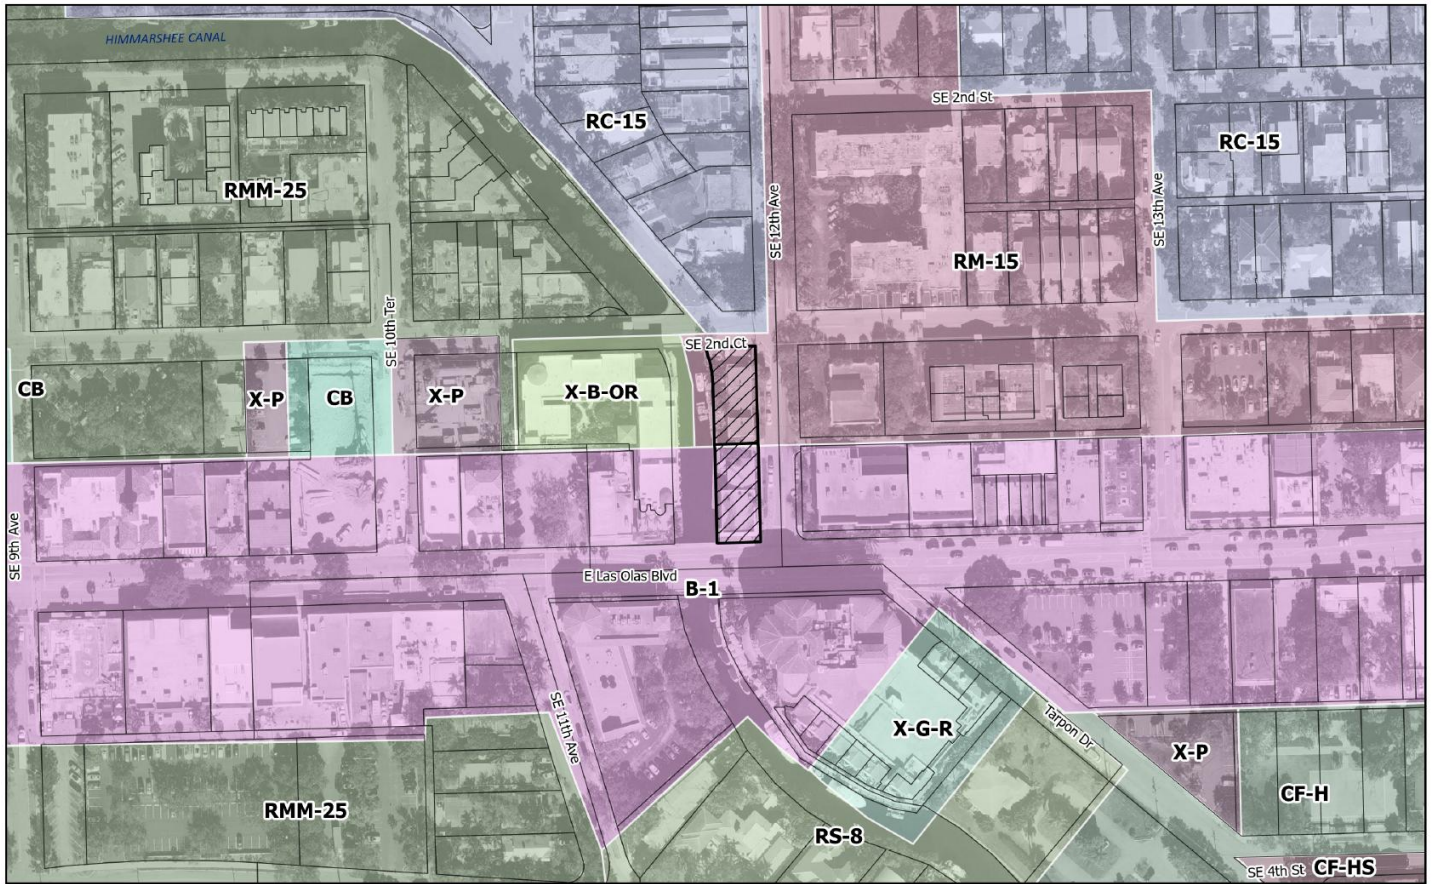 HIMMARSHEE CANAL
SE 2nd St
RC-15
RC-15
RMM-25
SE 12th Ave
SE 13th Ave
RM-15
SE 10th Ter
SE 2nd Ct
CB
X-P
CB
X-P
X-B-OR
SE 9th Ave
E Las Olas Blvd
B-1
SE 11th Ave
Tarpon Dr
X-G-R
X-P
CF-H
RMM-25
RS-8
SE 4th St
CF-HS